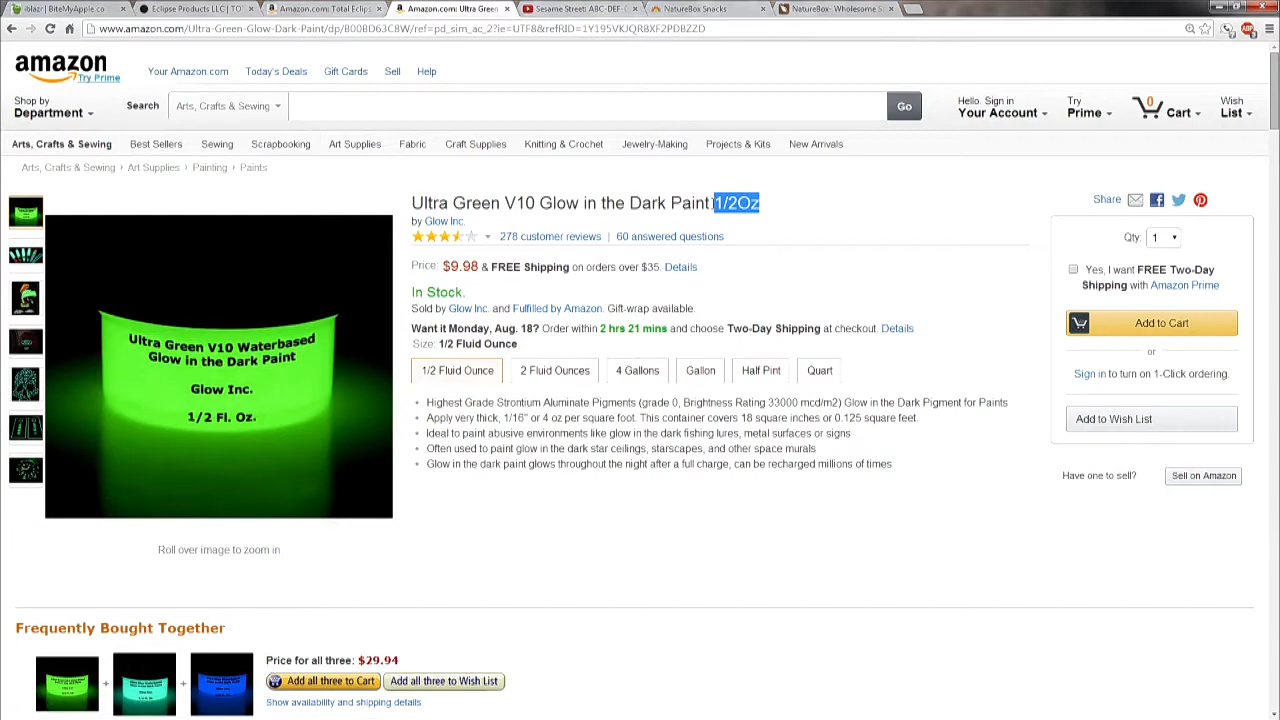 iblazr | BiteMyApple.co
Eclipse Products LLC | TO
Amazon.com: Total Eclip
Amazon.com: Ultra Green
Sesame Street: ABC-DEF-
NatureBox Snacks
NatureBox: Wholesome S
www.amazon.com/Ultra-Green-Glow-Dark-Paint/dp/B00BD63C8W/ref=pd_sim_ac_2?ie=UTF8&refRID=1Y195VKJQRBXF2PDBZZD
amazon
Try Prime
Your Amazon.com
Today's Deals
Gift Cards
Sell
Help
Shop by
Department
Search
Arts, Crafts & Sewing
Go
Hello. Sign in
Your Account
Try
Prime
0
Cart
Wish
List
Arts, Crafts & Sewing
Best Sellers
Sewing
Scrapbooking
Art Supplies
Fabric
Craft Supplies
Knitting & Crochet
Jewelry-Making
Projects & Kits
New Arrivals
Arts, Crafts & Sewing › Art Supplies › Painting › Paints
Ultra Green V10 Glow in the Dark Paint 1/2Oz
by Glow Inc.
278 customer reviews | 60 answered questions
Price: $9.98 & FREE Shipping on orders over $35. Details
In Stock.
Sold by Glow Inc. and Fulfilled by Amazon. Gift-wrap available.
Want it Monday, Aug. 18? Order within 2 hrs 21 mins and choose Two-Day Shipping at checkout. Details
Size: 1/2 Fluid Ounce
1/2 Fluid Ounce
2 Fluid Ounces
4 Gallons
Gallon
Half Pint
Quart
Highest Grade Strontium Aluminate Pigments (grade 0, Brightness Rating 33000 mcd/m2) Glow in the Dark Pigment for Paints
Apply very thick, 1/16" or 4 oz per square foot. This container covers 18 square inches or 0.125 square feet.
Ideal to paint abusive environments like glow in the dark fishing lures, metal surfaces or signs
Often used to paint glow in the dark star ceilings, starscapes, and other space murals
Glow in the dark paint glows throughout the night after a full charge, can be recharged millions of times
Ultra Green V10 Waterbased
Glow in the Dark Paint
Glow Inc.
1/2 Fl. Oz.
Roll over image to zoom in
Share
Qty: 1
Yes, I want FREE Two-Day
Shipping with Amazon Prime
Add to Cart
or
Sign in to turn on 1-Click ordering.
Add to Wish List
Have one to sell?
Sell on Amazon
Frequently Bought Together
Price for all three: $29.94
Add all three to Cart
Add all three to Wish List
Show availability and shipping details